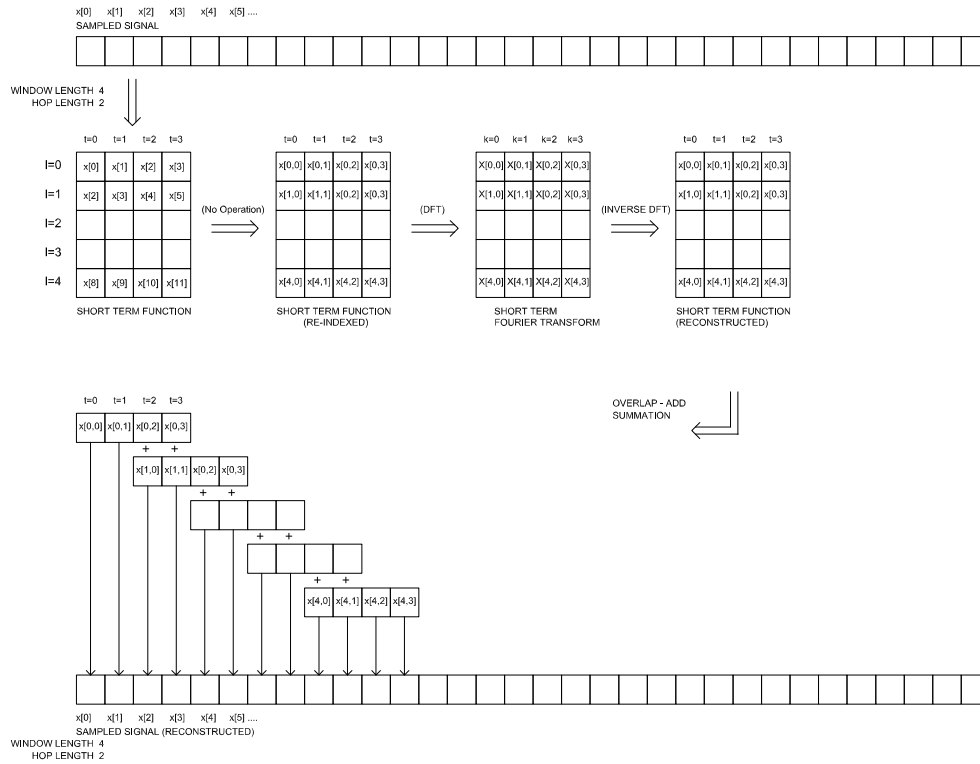 x[0] x[1] x[2] x[3] x[4] x[5] ....
SAMPLED SIGNAL
WINDOW LENGTH 4
HOP LENGTH 2
t=0 t=1 t=2 t=3 t=0 t=1 t=2 t=3 k=0 k=1 k=2 k=3 t=0 t=1 t=2 t=3
l=0 x[0] x[1] x[2] x[3] x[0,0] x[0,1] x[0,2] x[0,3] X[0,0] X[0,1] X[0,2] X[0,3] x[0,0] x[0,1] x[0,2] x[0,3]
l=1 x[2] x[3] x[4] x[5] x[1,0] x[1,1] x[0,2] x[0,3] X[1,0] X[1,1] X[0,2] X[0,3] x[1,0] x[1,1] x[0,2] x[0,3]
(No Operation) (DFT) (INVERSE DFT)
l=2
l=3
l=4 x[8] x[9] x[10] x[11] x[4,0] x[4,1] x[4,2] x[4,3] X[4,0] X[4,1] X[4,2] X[4,3] x[4,0] x[4,1] x[4,2] x[4,3]
SHORT TERM FUNCTION SHORT TERM FUNCTION SHORT TERM SHORT TERM FUNCTION
(RE-INDEXED) FOURIER TRANSFORM (RECONSTRUCTED)
t=0 t=1 t=2 t=3
OVERLAP - ADD
SUMMATION
x[0,0] x[0,1] x[0,2] x[0,3]
+ +
x[1,0] x[1,1] x[0,2] x[0,3]
+ +
+ +
+ +
x[4,0] x[4,1] x[4,2] x[4,3]
x[0] x[1] x[2] x[3] x[4] x[5] ....
SAMPLED SIGNAL (RECONSTRUCTED)
WINDOW LENGTH 4
HOP LENGTH 2